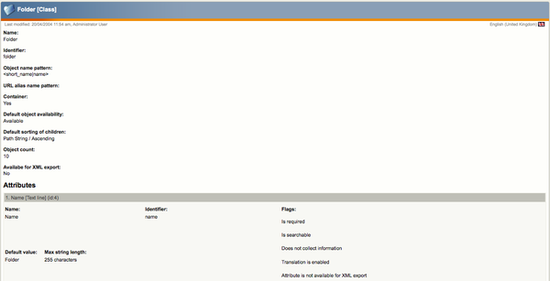 Folder [Class]
Last modified: 20/04/2004 11:54 am, Administrator User
English (United Kingdom)
Name:
Folder
Identifier:
folder
Object name pattern:
<short_name|name>
URL alias name pattern:
Container:
Yes
Default object availability:
Available
Default sorting of children:
Path String / Ascending
Object count:
10
Availabe for XML export:
No
Attributes
1. Name [Text line] (id:4)
Name: Identifier: Flags:
Name name Is required
Is searchable
Does not collect information
Default value: Max string length: Translation is enabled
Folder 255 characters
Attribute is not available for XML export